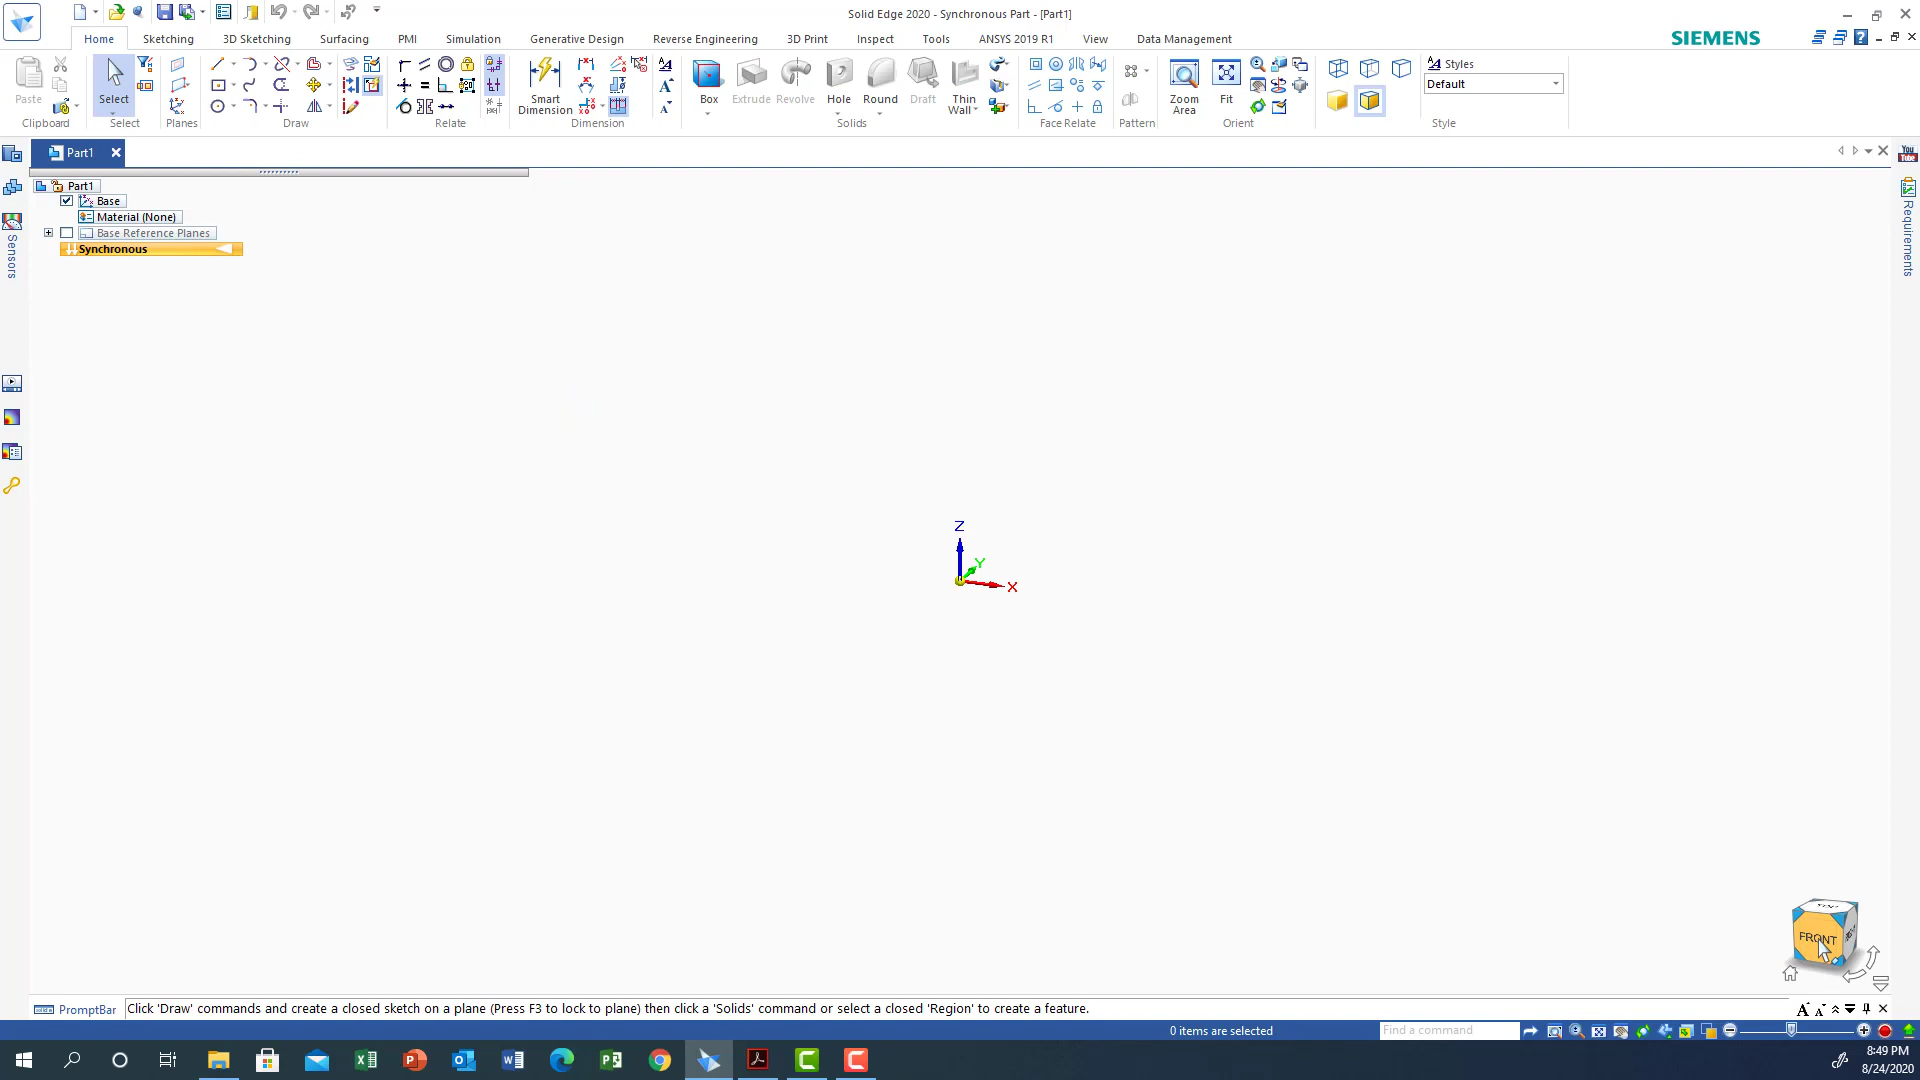 Solid Edge 2020 - Synchronous Part - [Part1]
Home Sketching 3D Sketching Surfacing PMI Simulation Generative Design Reverse Engineering 3D Print Inspect Tools ANSYS 2019 R1 View Data Management
SIEMENS
Paste
Clipboard
Select
Select
Planes
Draw
Relate
Smart
Dimension
Dimension
Box Extrude Revolve Hole Round Draft Thin
Wall
Solids
Face Relate
Pattern
Zoom
Area
Fit
Orient
Styles
Default
Style
Part1
You
Tube
Part1
Base
Material (None)
Base Reference Planes
Synchronous
Sensors
Requirements
Z
Y
X
TOP
FRONT
PromptBar
Click 'Draw' commands and create a closed sketch on a plane (Press F3 to lock to plane) then click a 'Solids' command or select a closed 'Region' to create a feature.
0 items are selected
Find a command
8:49 PM
8/24/2020